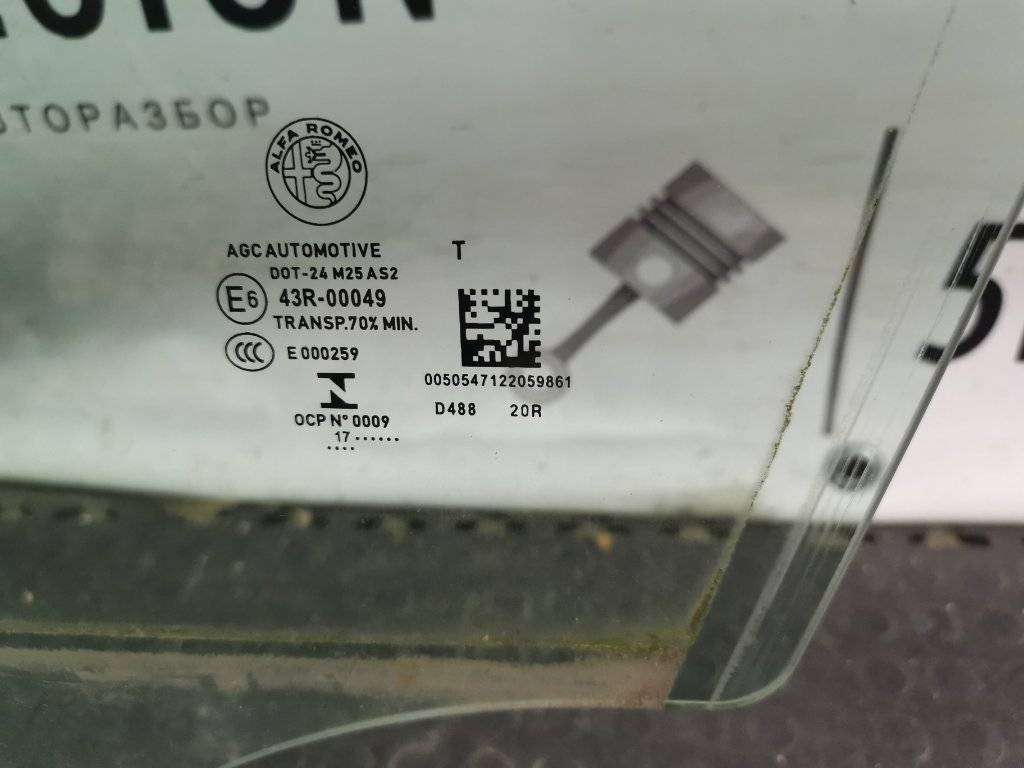 ВТОРАЗБОР
ALFA ROMEO
AGC AUTOMOTIVE T
DOT-24 M25 AS2
E6 43R-00049
TRANSP.70% MIN.
CCC E 000259
0050547122059861
OCP N° 0009
D488 20R
17 ······
····